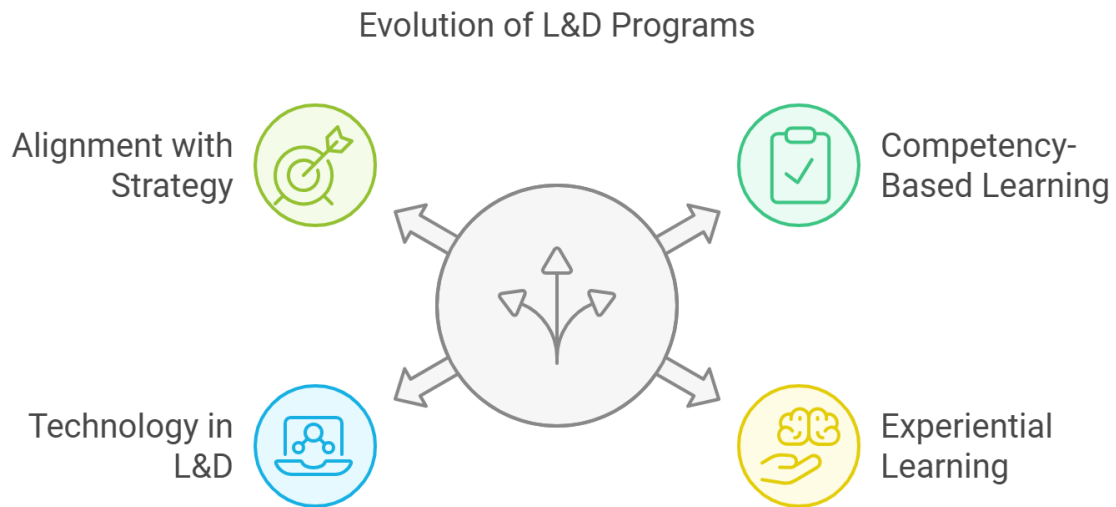 Evolution of L&D Programs
Alignment with
Strategy
Competency-
Based Learning
Technology in
L&D
Experiential
Learning